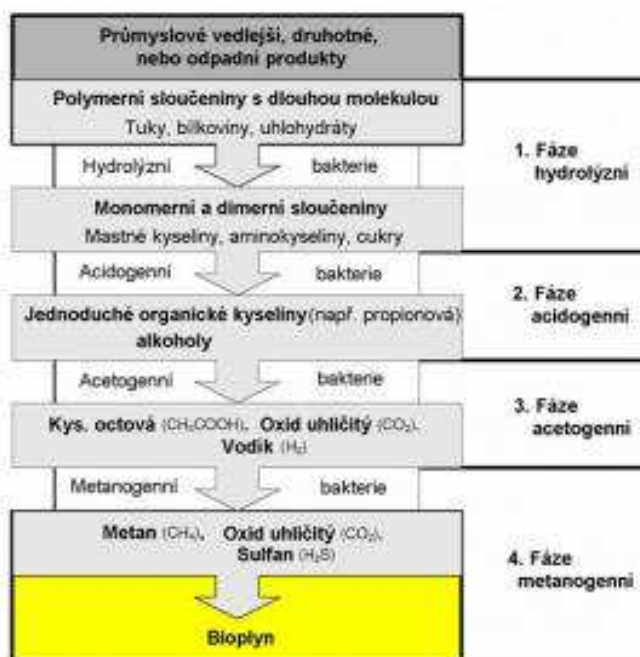 Průmyslové vedlejší, druhotné,
nebo odpadní produkty
Polymerní sloučeniny s dlouhou molekulou
Tuky, bílkoviny, uhlohydráty
Hydrolýzní bakterie
1. Fáze
hydrolýzní
Monomerní a dimerní sloučeniny
Mastné kyseliny, aminokyseliny, cukry
Acidogenní bakterie
2. Fáze
acidogenní
Jednoduché organické kyseliny (např. propionová)
alkoholy
Acetogenní bakterie
3. Fáze
acetogenní
Kys. octová (CH₃COOH), Oxid uhličitý (CO₂),
Vodík (H₂)
Metanogenní bakterie
4. Fáze
metanogenní
Metan (CH₄), Oxid uhličitý (CO₂),
Sulfan (H₂S)
Bioplyn